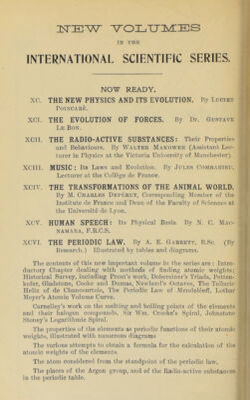 NEW VOLUMES
IN THE
INTERNATIONAL SCIENTIFIC SERIES.
NOW READY.
XC. THE NEW PHYSICS AND ITS EVOLUTION. By Lucien
Poincaré.
XCI. THE EVOLUTION OF FORCES. By Dr. Gustave
Le Bon.
XCII. THE RADIO-ACTIVE SUBSTANCES: Their Properties
and Behaviours. By Walter Makower (Assistant Lec-
turer in Physics at the Victoria University of Manchester).
XCIII. MUSIC: Its Laws and Evolution. By Jules Combarieu,
Lecturer at the Collège de France.
XCIV. THE TRANSFORMATIONS OF THE ANIMAL WORLD.
By M. Charles Depéret, Corresponding Member of the
Institute de France and Dean of the Faculty of Sciences at
the Université de Lyon.
XCV. HUMAN SPEECH: Its Physical Basis. By N. C. Mac-
namara, F.R.C.S.
XCVI. THE PERIODIC LAW. By A. E. Garrett, B.Sc. (By
Research.) Illustrated by tables and diagrams.
The contents of this new important volume in the series are: Intro-
ductory Chapter dealing with methods of finding atomic weights;
Historical Survey, including Prout's work, Dobereiner's Triads, Peten-
kofer, Gladstone, Cooke and Dumas, Newland's Octaves, The Telluric
Helix of de Chancourtois, The Periodic Law of Mendeléeff, Lothar
Meyer's Atomic Volume Curve.
Carnelley's work on the melting and boiling points of the elements
and their halogen compounds, Sir Wm. Crooke's Spiral, Johnstone
Stoney's Logarithmic Spiral.
The properties of the elements as periodic functions of their atomic
weights, illustrated with numerous diagrams
The various attempts to obtain a formula for the calculation of the
atomic weights of the elements.
The atom considered from the standpoint of the periodic law.
The places of the Argon group, and of the Radio-active substances
in the periodic table.